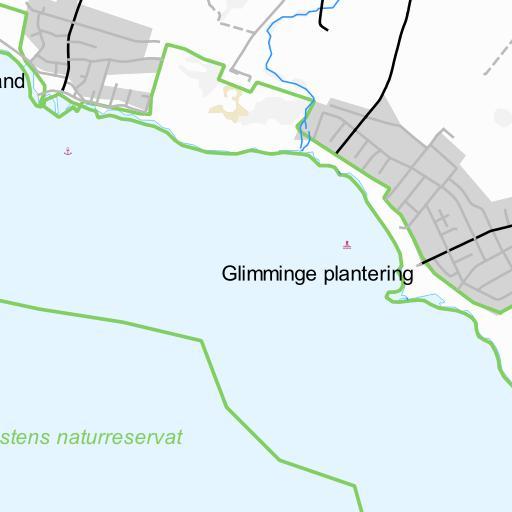 and
Glimminge plantering
stens naturreservat